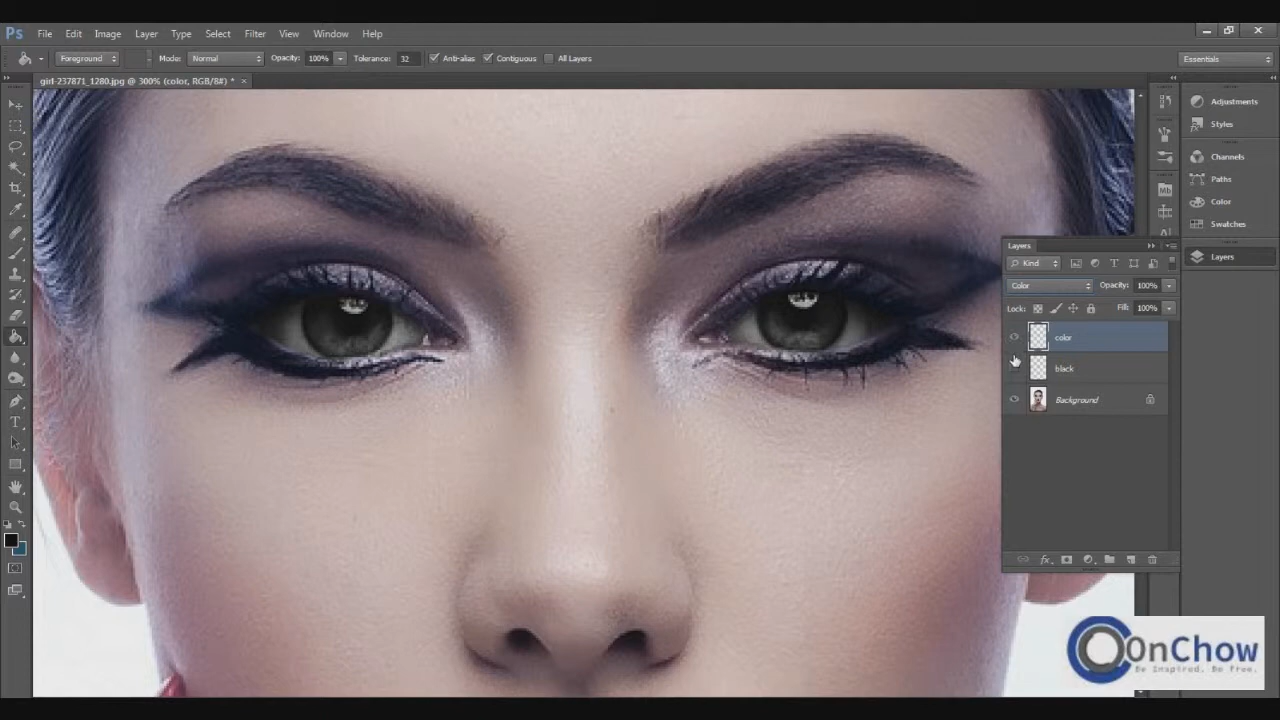 Ps File Edit Image Layer Type Select Filter View Window Help
Foreground Mode: Normal Opacity: 100% Tolerance: 32 Anti-alias Contiguous All Layers Essentials
girl-237871_1280.jpg @ 300% (color, RGB/8#) * ×
Adjustments
Styles
Channels
Paths
Mb
Color
Swatches
Layers
Layers
Kind
Color Opacity: 100%
Lock: Fill: 100%
color
black
Background
fx
OnChow
Be Inspired. Be Free.